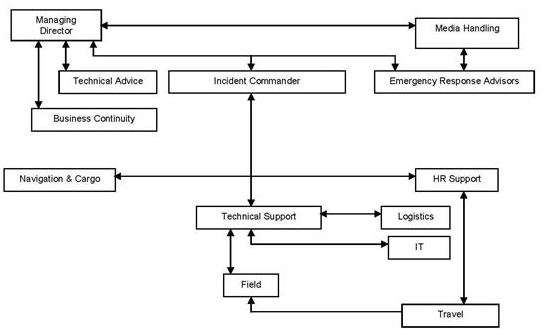 Managing
Director
Media Handling
Technical Advice
Incident Commander
Emergency Response Advisors
Business Continuity
Navigation & Cargo
HR Support
Technical Support
Logistics
IT
Field
Travel